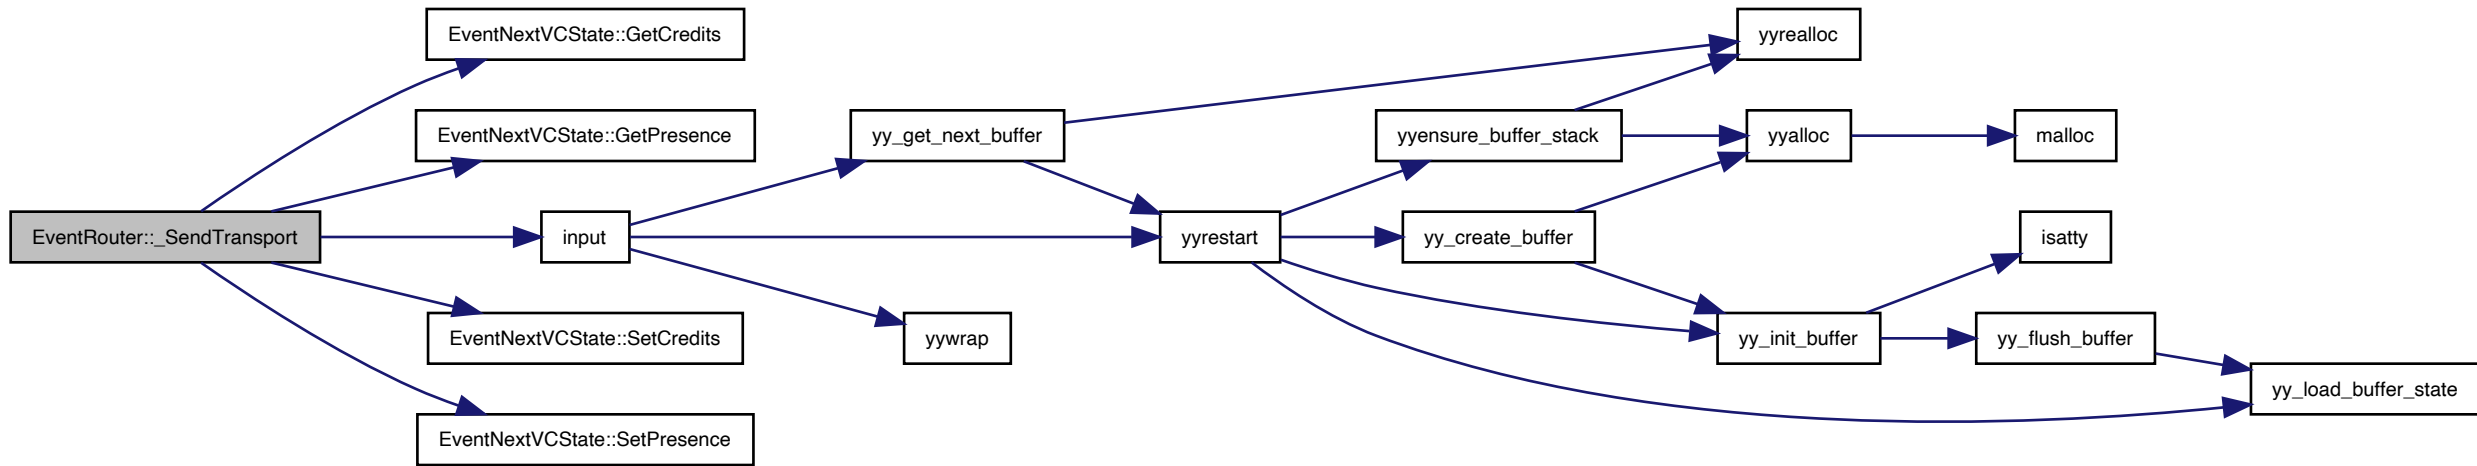 EventNextVCState::GetCredits
yyrealloc
EventNextVCState::GetPresence
yy_get_next_buffer
yyensure_buffer_stack
yyalloc
malloc
EventRouter::_SendTransport
input
yyrestart
yy_create_buffer
isatty
EventNextVCState::SetCredits
yywrap
yy_init_buffer
yy_flush_buffer
yy_load_buffer_state
EventNextVCState::SetPresence